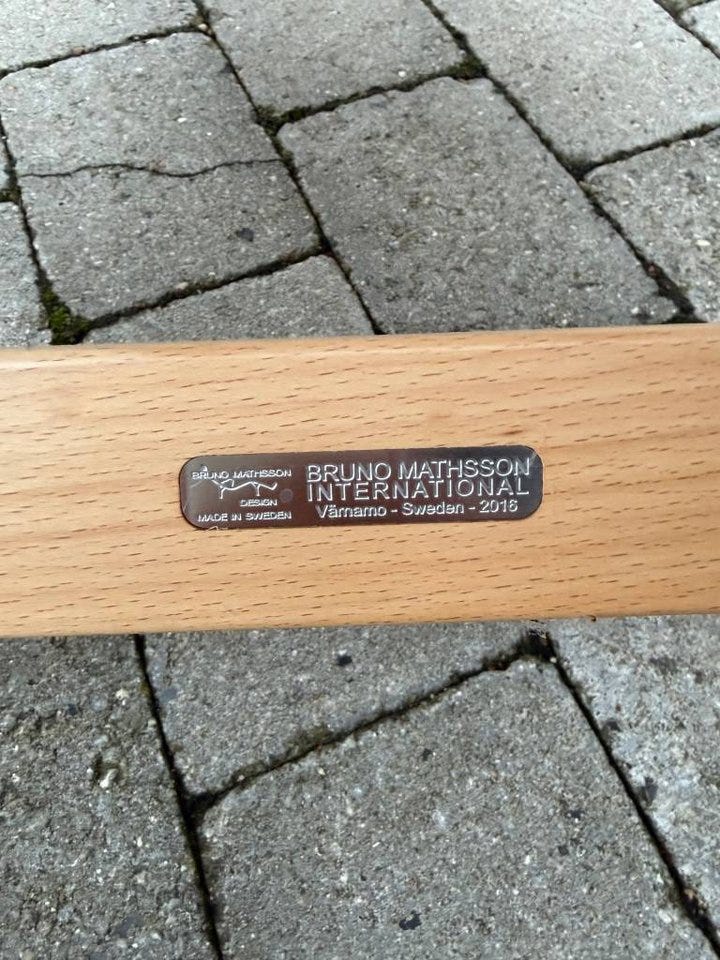 BRUNO MATHSSON
DESIGN
MADE IN SWEDEN
BRUNO MATHSSON
INTERNATIONAL
Värnamo - Sweden - 2016